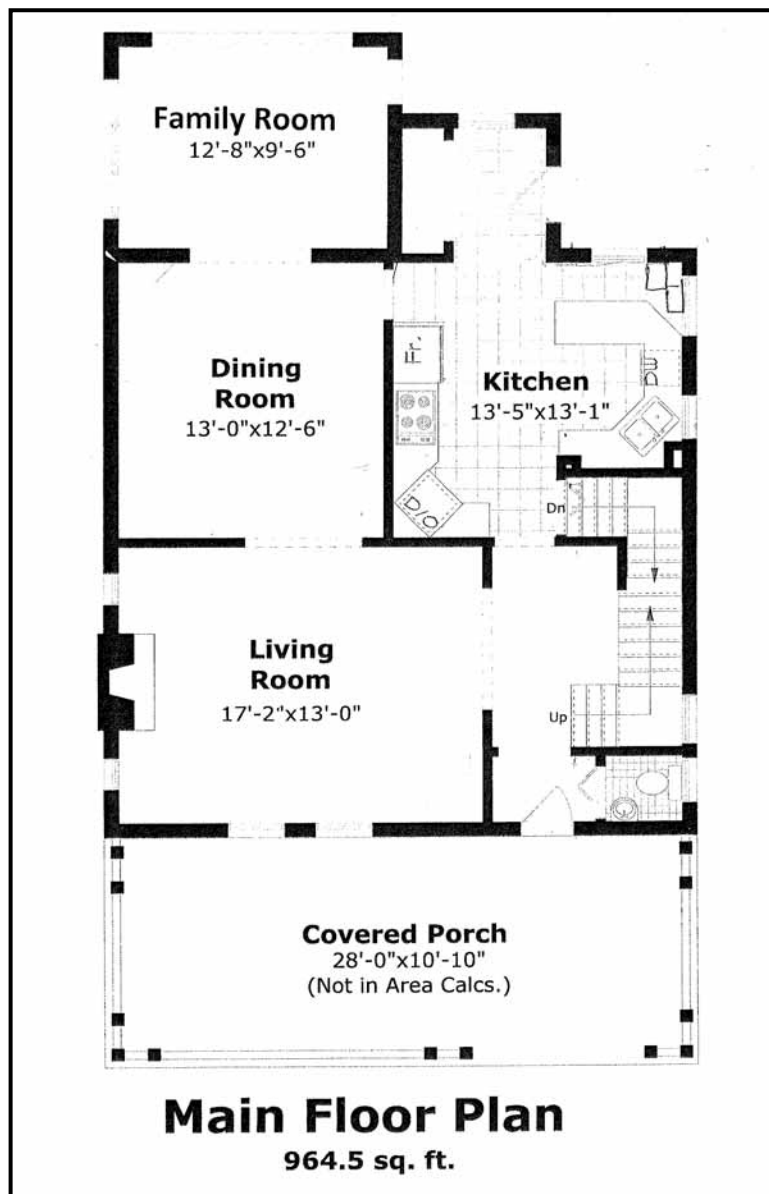 Family Room
12'-8"x9'-6"
Dining
Room
13'-0"x12'-6"
Fr.
Kitchen
13'-5"x13'-1"
DW
D/O
Dn
Living
Room
17'-2"x13'-0"
Up
Covered Porch
28'-0"x10'-10"
(Not in Area Calcs.)
Main Floor Plan
964.5 sq. ft.